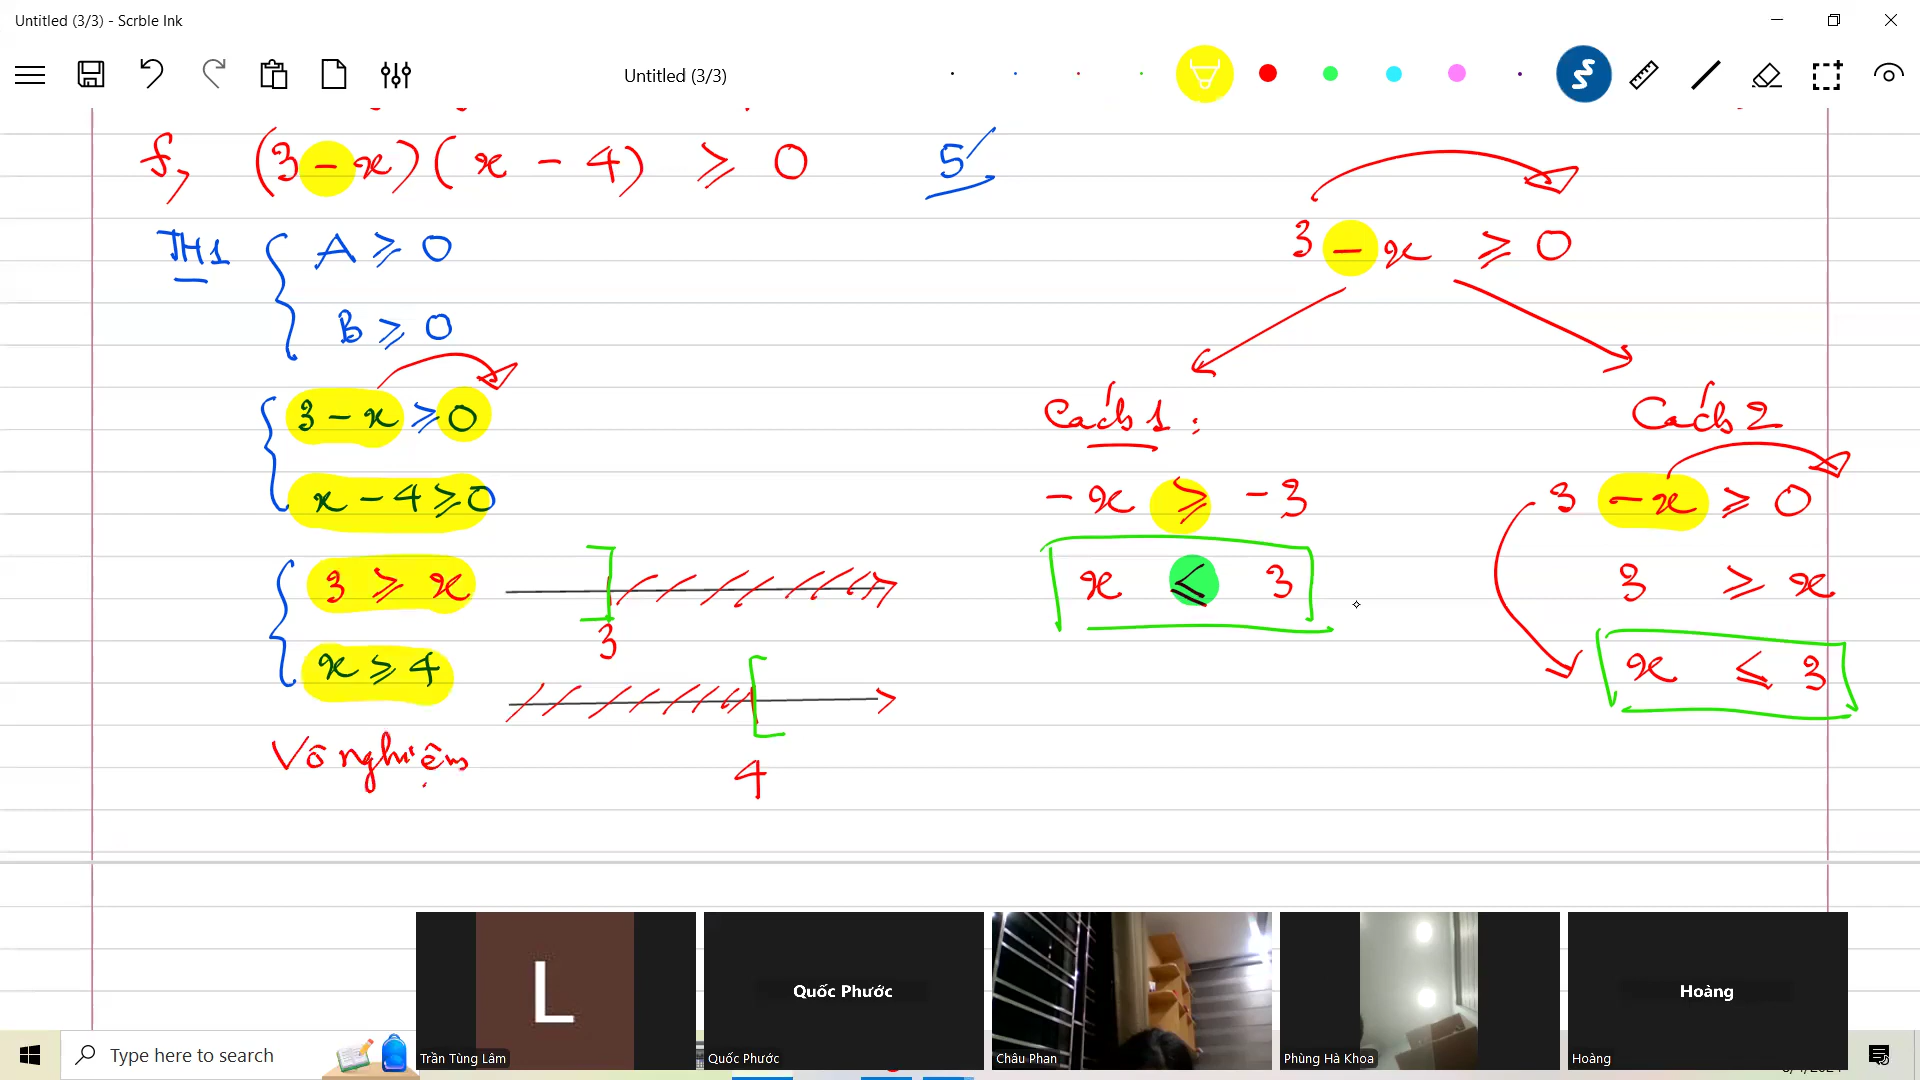 Untitled (3/3) - Scrble Ink
Untitled (3/3)
f, (3 - x)(x - 4) ≥ 0
5'
TH1 { A ≥ 0
B ≥ 0
{ 3 - x ≥ 0
x - 4 ≥ 0
{ 3 ≥ x
x ≥ 4
3
4
Vô nghiệm
3 - x ≥ 0
Cách 1 :
- x ≥ - 3
x ≤ 3
Cách 2
3 - x ≥ 0
3 ≥ x
x ≤ 3
L
Trần Tùng Lâm
Quốc Phước
Quốc Phước
Châu Phan
Phùng Hà Khoa
Hoàng
Hoàng
Type here to search